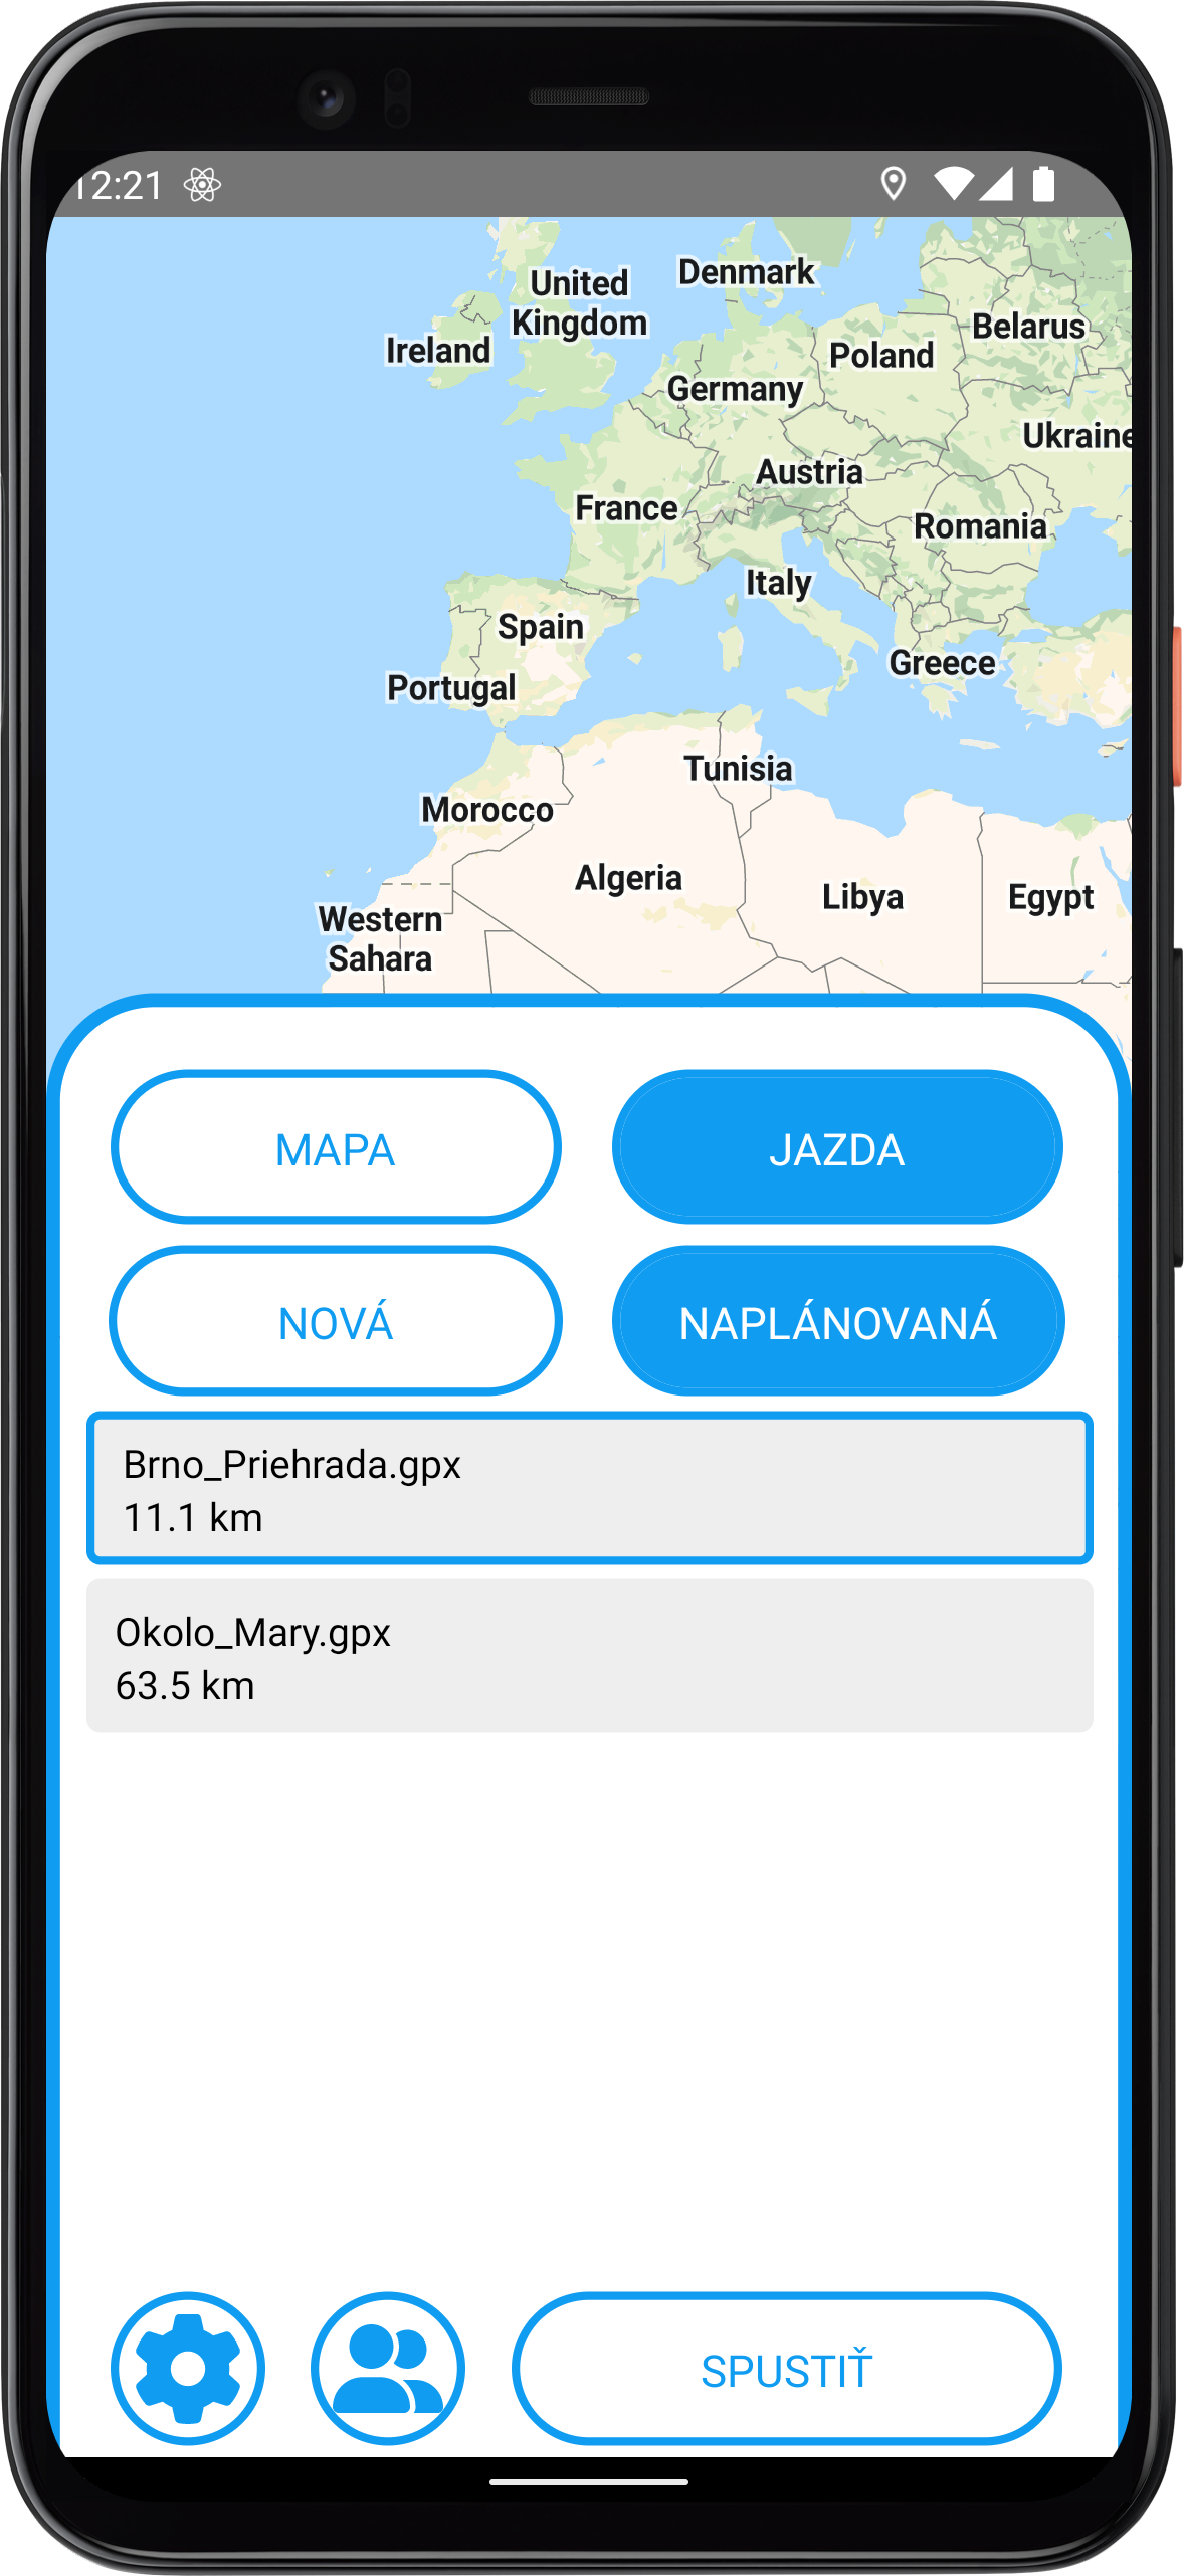 12:21
Denmark
United
Kingdom
Belarus
Ireland
Poland
Germany
Ukraine
Austria
France
Romania
Italy
Spain
Greece
Portugal
Tunisia
Morocco
Algeria
Libya
Egypt
Western
Sahara
MAPA
JAZDA
NOVÁ
NAPLÁNOVANÁ
Brno_Priehrada.gpx
11.1 km
Okolo_Mary.gpx
63.5 km
SPUSTIŤ